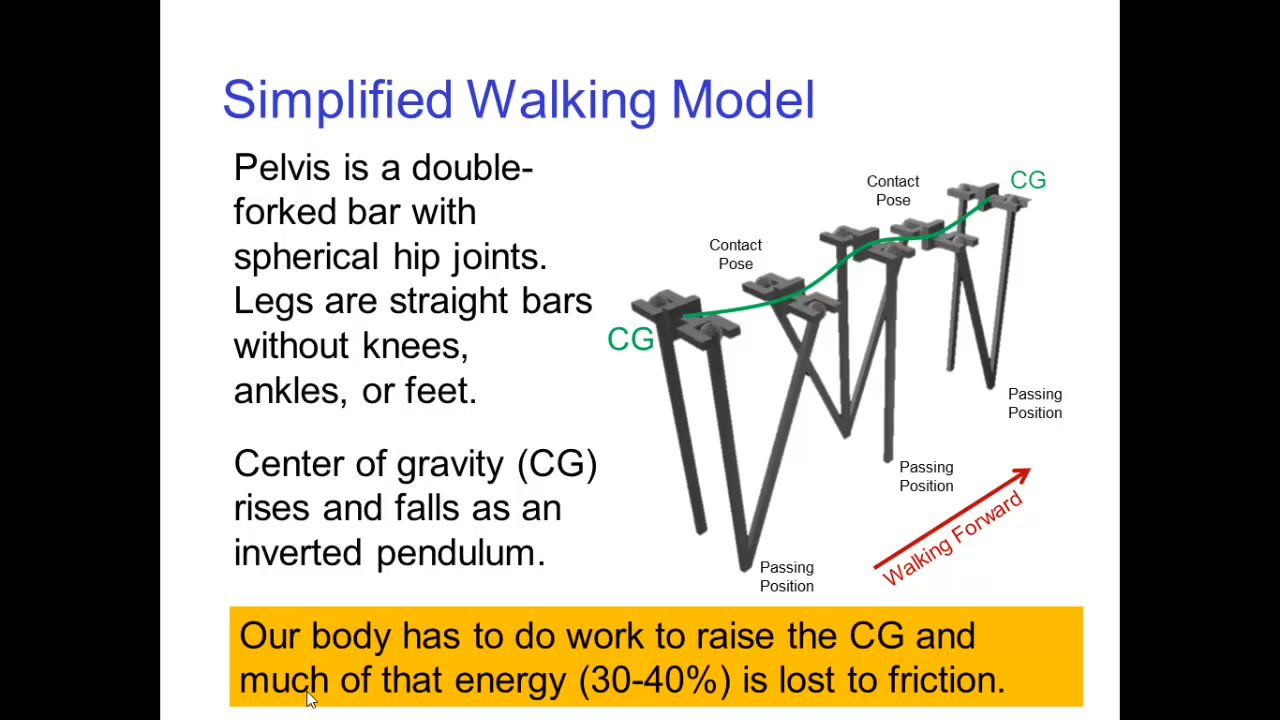 Simplified Walking Model
Pelvis is a double-
forked bar with
spherical hip joints.
Legs are straight bars
without knees,
ankles, or feet.
Center of gravity (CG)
rises and falls as an
inverted pendulum.
CG
Contact
Pose
Contact
Pose
CG
Passing
Position
Passing
Position
Passing
Position
Walking Forward
Our body has to do work to raise the CG and
much of that energy (30-40%) is lost to friction.